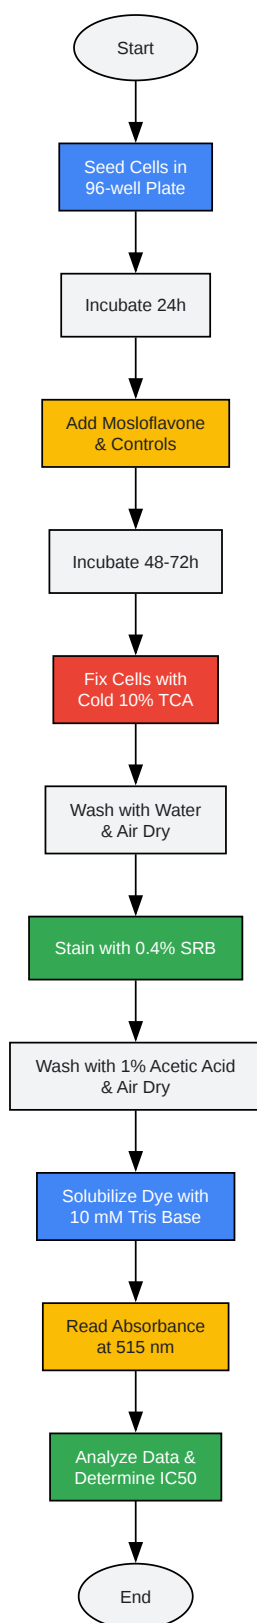 Start
Seed Cells in
96-well Plate
Incubate 24h
Add Mosloflavone
& Controls
Incubate 48-72h
Fix Cells with
Cold 10% TCA
Wash with Water
& Air Dry
Stain with 0.4% SRB
Wash with 1% Acetic Acid
& Air Dry
Solubilize Dye with
10 mM Tris Base
Read Absorbance
at 515 nm
Analyze Data &
Determine IC50
End